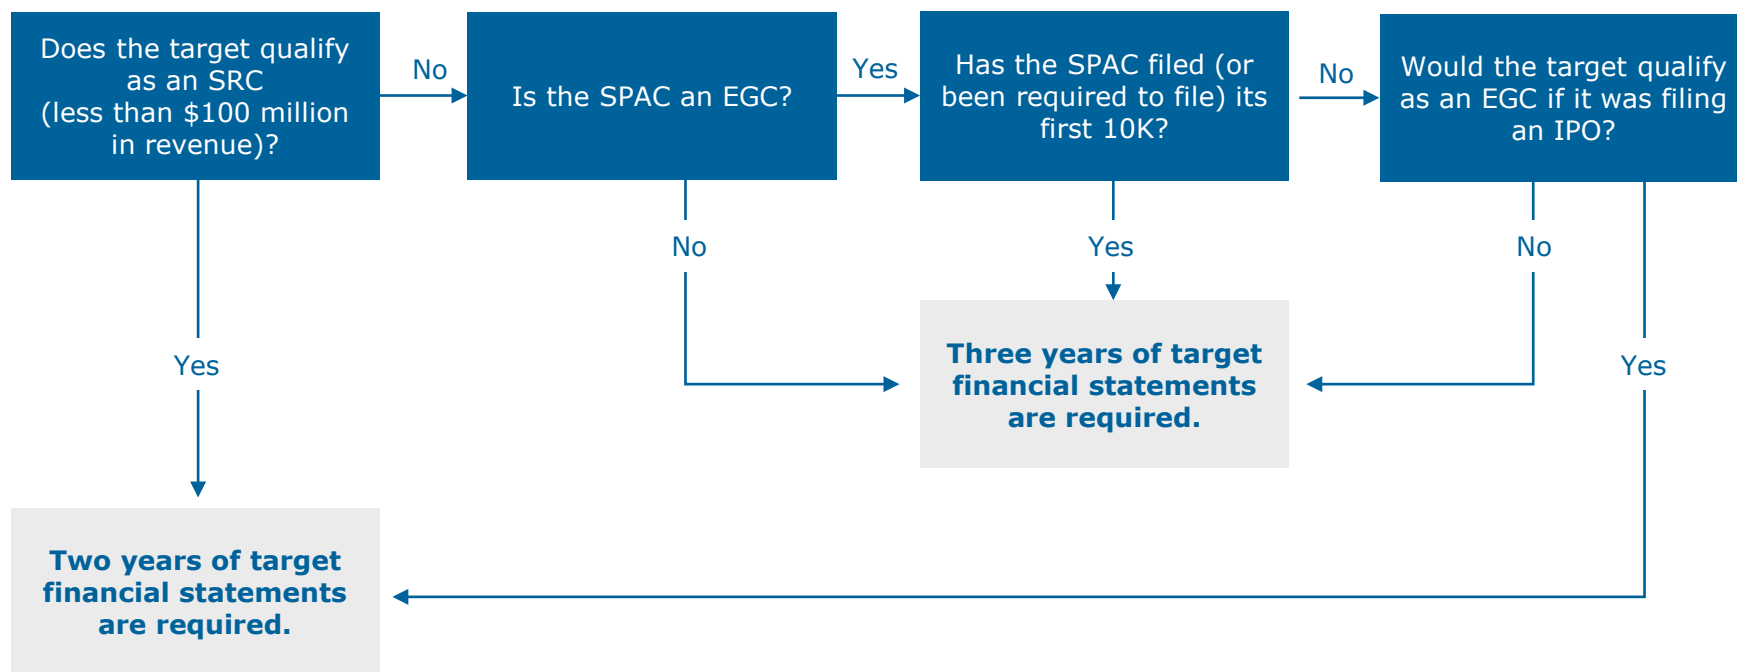 Does the target qualify
as an SRC
(less than $100 million
in revenue)?
No
Is the SPAC an EGC?
Yes
Has the SPAC filed (or
been required to file) its
first 10K?
No
Would the target qualify
as an EGC if it was filing
an IPO?
No
Yes
No
Yes
Yes
Three years of target
financial statements
are required.
Two years of target
financial statements
are required.